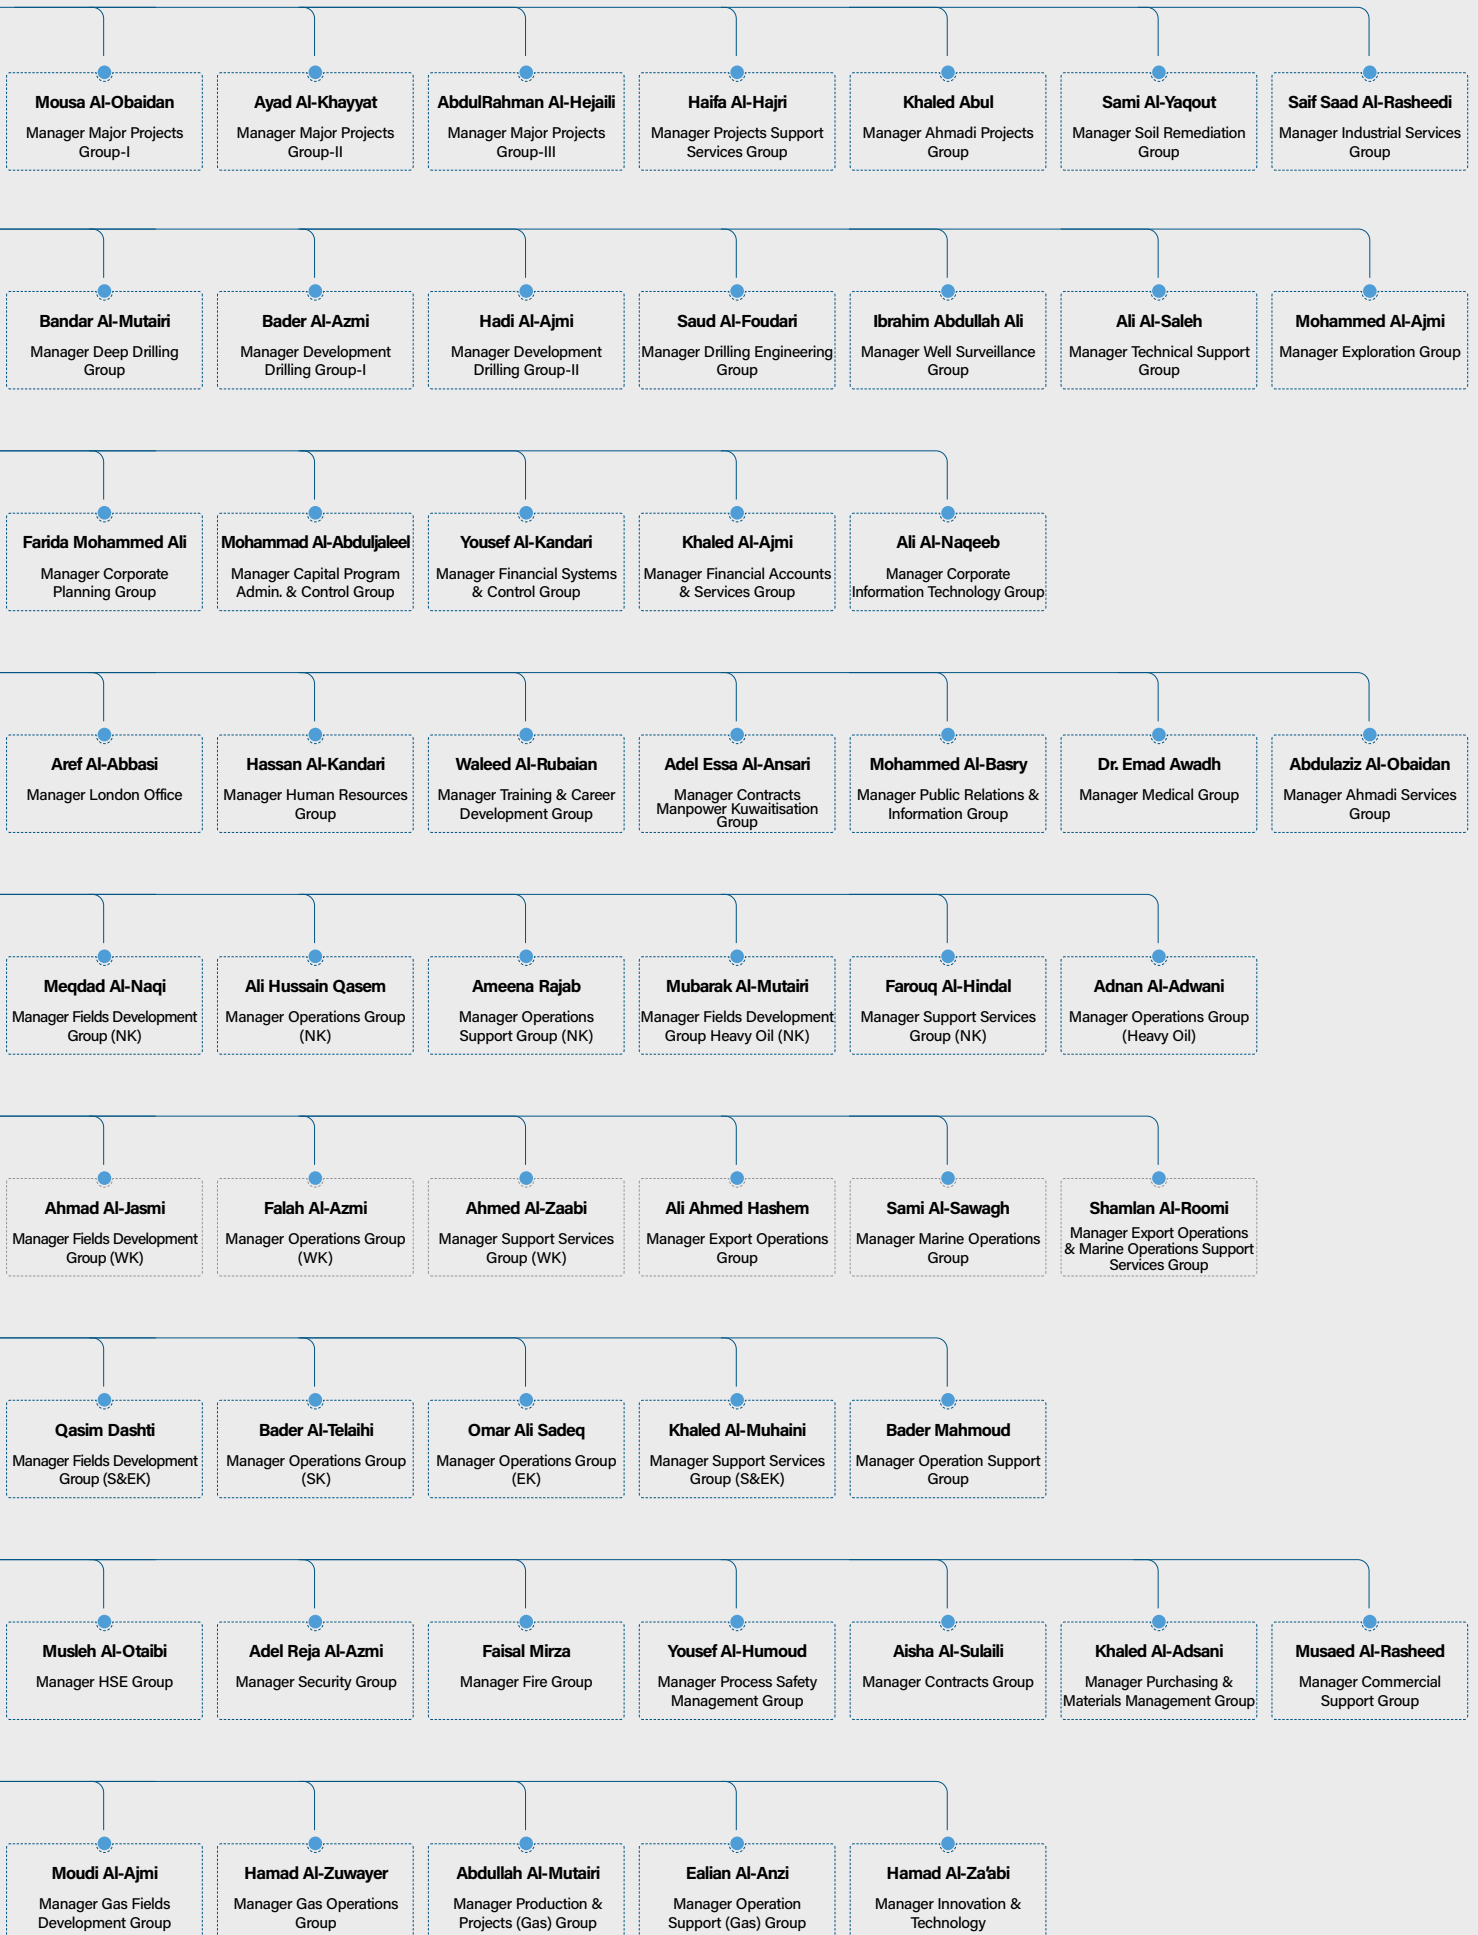 Mousa Al-Obaidan
Manager Major Projects
Group-I
Ayad Al-Khayyat
Manager Major Projects
Group-II
AbdulRahman Al-Hejaili
Manager Major Projects
Group-III
Haifa Al-Hajri
Manager Projects Support
Services Group
Khaled Abul
Manager Ahmadi Projects
Group
Sami Al-Yaqout
Manager Soil Remediation
Group
Saif Saad Al-Rasheedi
Manager Industrial Services
Group
Bandar Al-Mutairi
Manager Deep Drilling
Group
Bader Al-Azmi
Manager Development
Drilling Group-I
Hadi Al-Ajmi
Manager Development
Drilling Group-II
Saud Al-Foudari
Manager Drilling Engineering
Group
Ibrahim Abdullah Ali
Manager Well Surveillance
Group
Ali Al-Saleh
Manager Technical Support
Group
Mohammed Al-Ajmi
Manager Exploration Group
Farida Mohammed Ali
Manager Corporate
Planning Group
Mohammad Al-Abduljaleel
Manager Capital Program
Admin. & Control Group
Yousef Al-Kandari
Manager Financial Systems
& Control Group
Khaled Al-Ajmi
Manager Financial Accounts
& Services Group
Ali Al-Naqeeb
Manager Corporate
Information Technology Group
Aref Al-Abbasi
Manager London Office
Hassan Al-Kandari
Manager Human Resources
Group
Waleed Al-Rubaian
Manager Training & Career
Development Group
Adel Essa Al-Ansari
Manager Contracts
Manpower Kuwaitisation
Group
Mohammed Al-Basry
Manager Public Relations &
Information Group
Dr. Emad Awadh
Manager Medical Group
Abdulaziz Al-Obaidan
Manager Ahmadi Services
Group
Meqdad Al-Naqi
Manager Fields Development
Group (NK)
Ali Hussain Qasem
Manager Operations Group
(NK)
Ameena Rajab
Manager Operations
Support Group (NK)
Mubarak Al-Mutairi
Manager Fields Development
Group Heavy Oil (NK)
Farouq Al-Hindal
Manager Support Services
Group (NK)
Adnan Al-Adwani
Manager Operations Group
(Heavy Oil)
Ahmad Al-Jasmi
Manager Fields Development
Group (WK)
Falah Al-Azmi
Manager Operations Group
(WK)
Ahmed Al-Zaabi
Manager Support Services
Group (WK)
Ali Ahmed Hashem
Manager Export Operations
Group
Sami Al-Sawagh
Manager Marine Operations
Group
Shamlan Al-Roomi
Manager Export Operations
& Marine Operations Support
Services Group
Qasim Dashti
Manager Fields Development
Group (S&EK)
Bader Al-Telaihi
Manager Operations Group
(SK)
Omar Ali Sadeq
Manager Operations Group
(EK)
Khaled Al-Muhaini
Manager Support Services
Group (S&EK)
Bader Mahmoud
Manager Operation Support
Group
Musleh Al-Otaibi
Manager HSE Group
Adel Reja Al-Azmi
Manager Security Group
Faisal Mirza
Manager Fire Group
Yousef Al-Humoud
Manager Process Safety
Management Group
Aisha Al-Sulaili
Manager Contracts Group
Khaled Al-Adsani
Manager Purchasing &
Materials Management Group
Musaed Al-Rasheed
Manager Commercial
Support Group
Moudi Al-Ajmi
Manager Gas Fields
Development Group
Hamad Al-Zuwayer
Manager Gas Operations
Group
Abdullah Al-Mutairi
Manager Production &
Projects (Gas) Group
Ealian Al-Anzi
Manager Operation
Support (Gas) Group
Hamad Al-Za'abi
Manager Innovation &
Technology